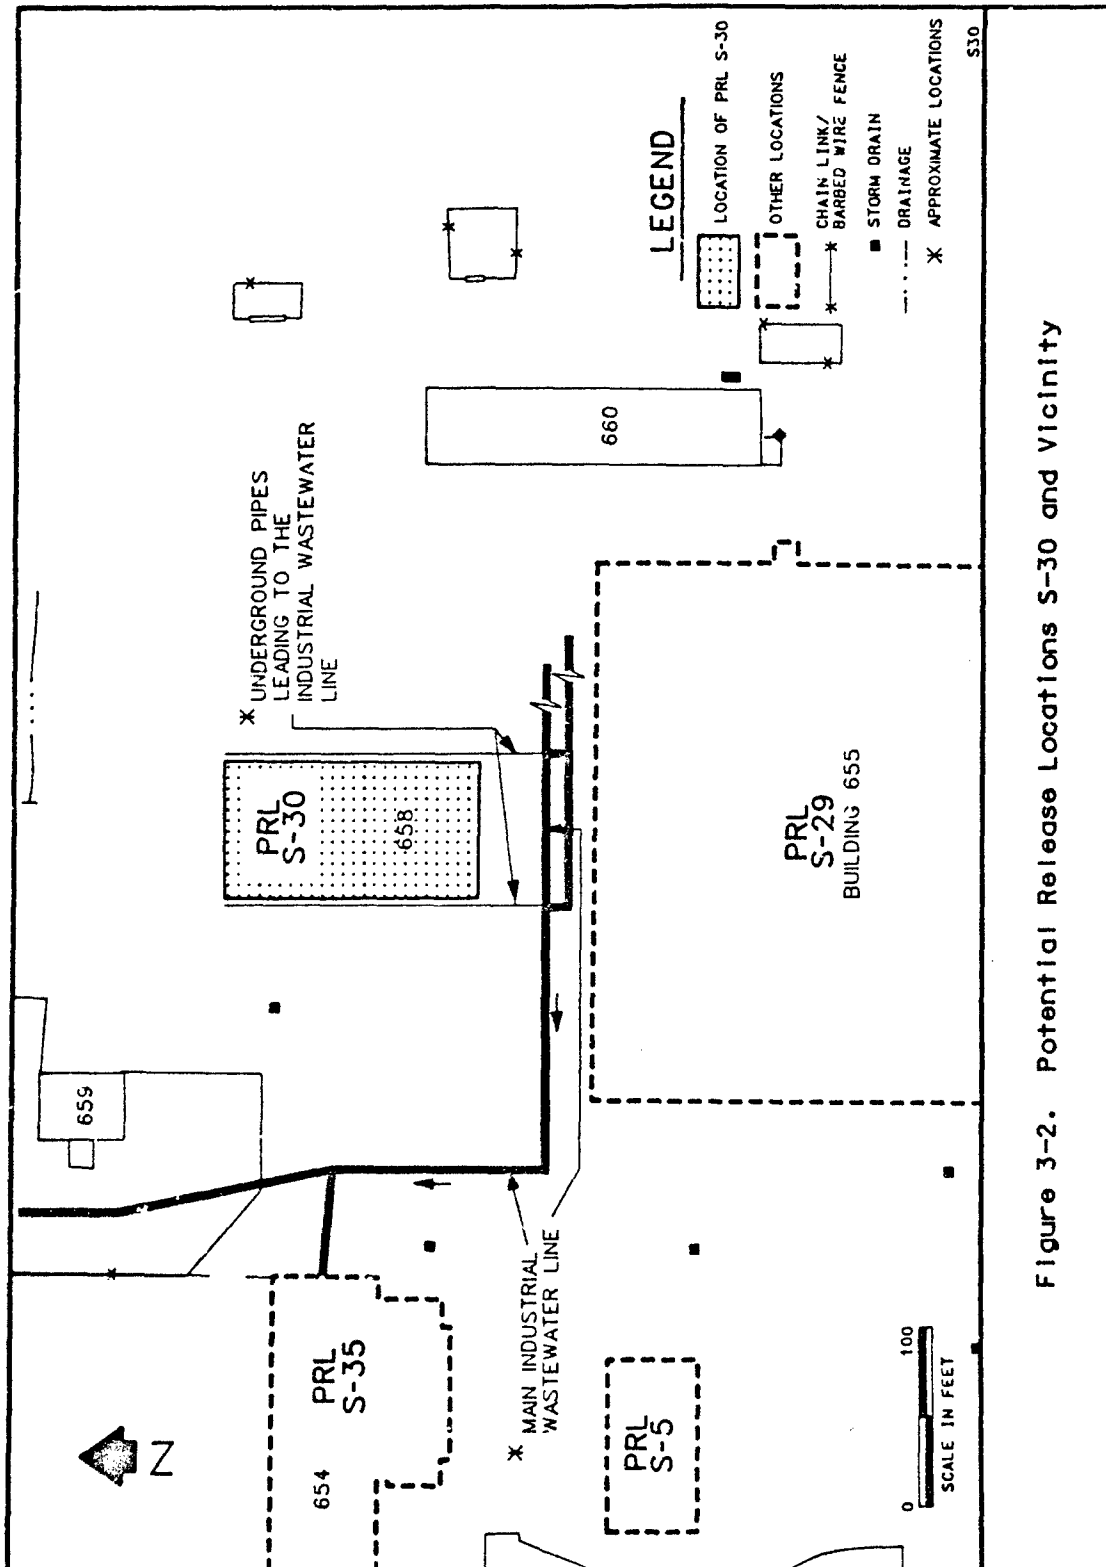 N
654
PRL
S-35
659
PRL
S-30
658
* UNDERGROUND PIPES
LEADING TO THE
INDUSTRIAL WASTEWATER
LINE
* MAIN INDUSTRIAL
WASTEWATER LINE
PRL
S-5
PRL
S-29
BUILDING 655
660
LEGEND
LOCATION OF PRL S-30
OTHER LOCATIONS
CHAIN LINK/
BARBED WIRE FENCE
STORM DRAIN
DRAINAGE
* APPROXIMATE LOCATIONS
0 100
SCALE IN FEET
S30
Figure 3-2. Potential Release Locations S-30 and Vicinity